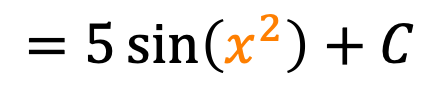 = 5 sin(x²) + C